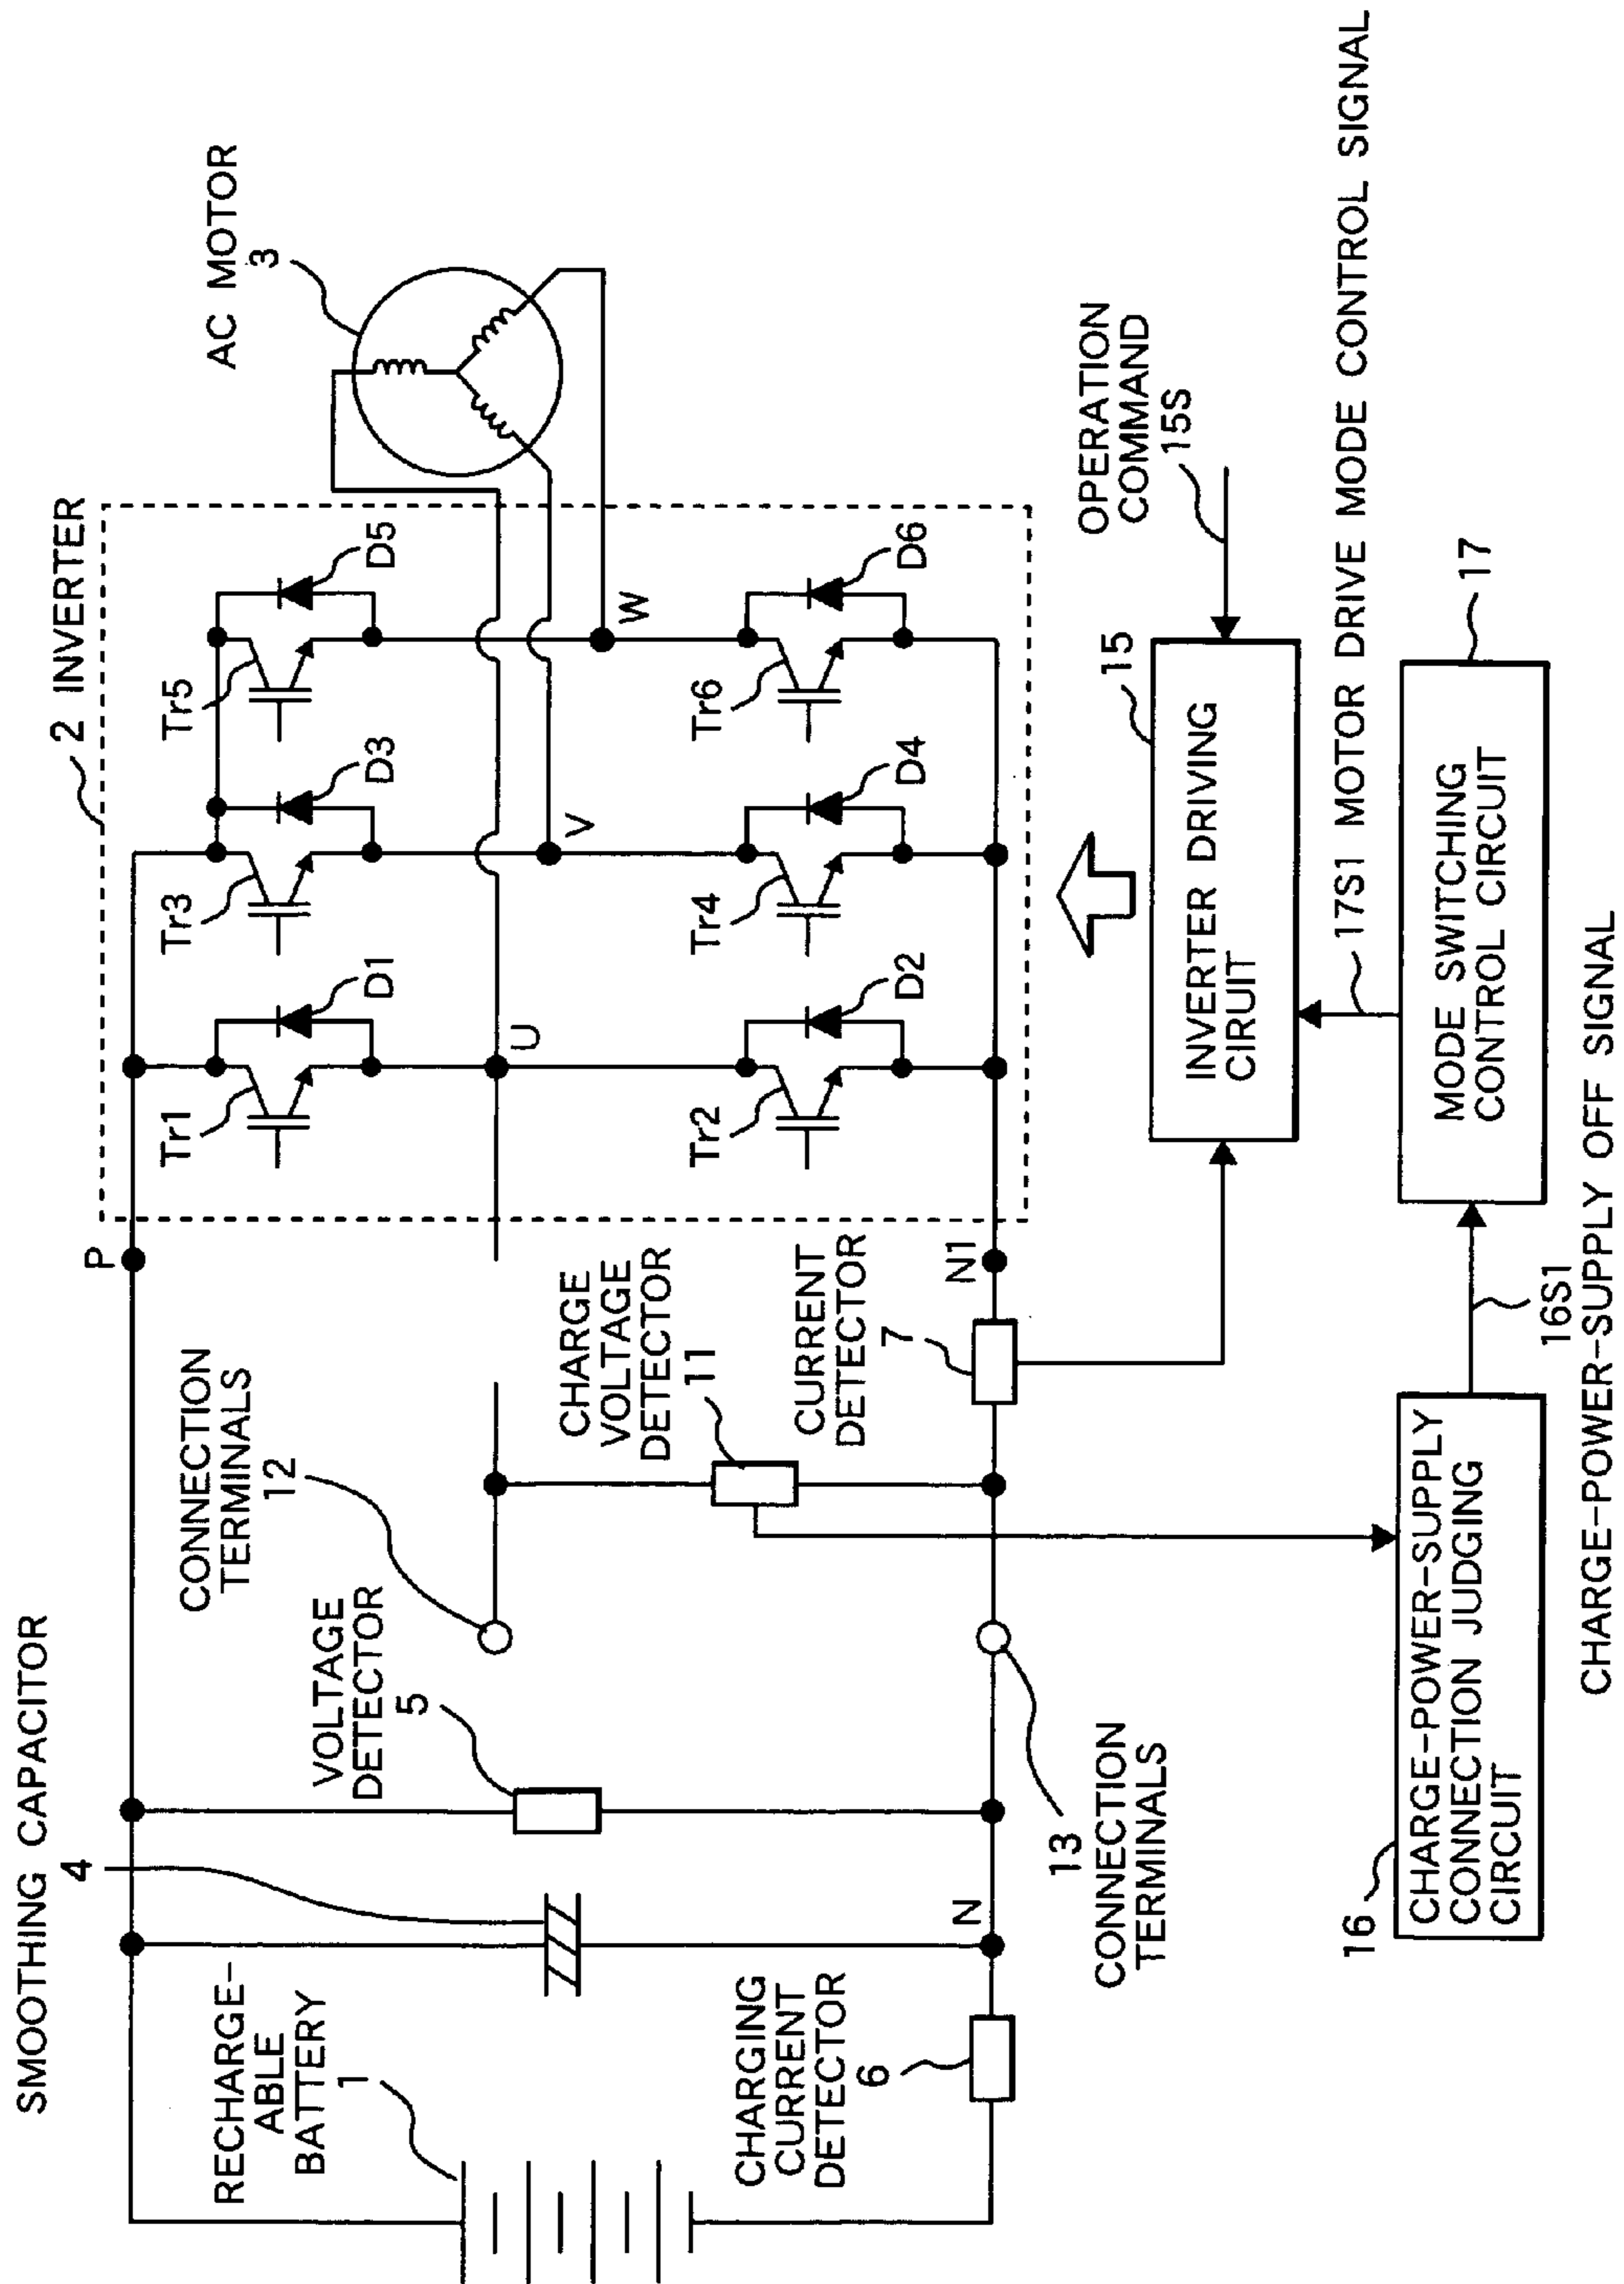 SMOOTHING CAPACITOR
4
RECHARGE-
ABLE
BATTERY
1
VOLTAGE
DETECTOR
5
CONNECTION
TERMINALS
12
CHARGING
CURRENT
DETECTOR
6
N
13
CONNECTION
TERMINALS
CHARGE
VOLTAGE
DETECTOR
11
CURRENT
DETECTOR
7
P
N1
2 INVERTER
Tr1
D1
Tr3
D3
Tr5
D5
U
V
W
Tr2
D2
Tr4
D4
Tr6
D6
AC MOTOR
3
OPERATION
COMMAND
15S
15
INVERTER DRIVING
CIRUIT
17S1 MOTOR DRIVE MODE CONTROL SIGNAL
16
CHARGE-POWER-SUPPLY
CONNECTION JUDGING
CIRCUIT
16S1
CHARGE-POWER-SUPPLY OFF SIGNAL
MODE SWITCHING
CONTROL CIRCUIT
17